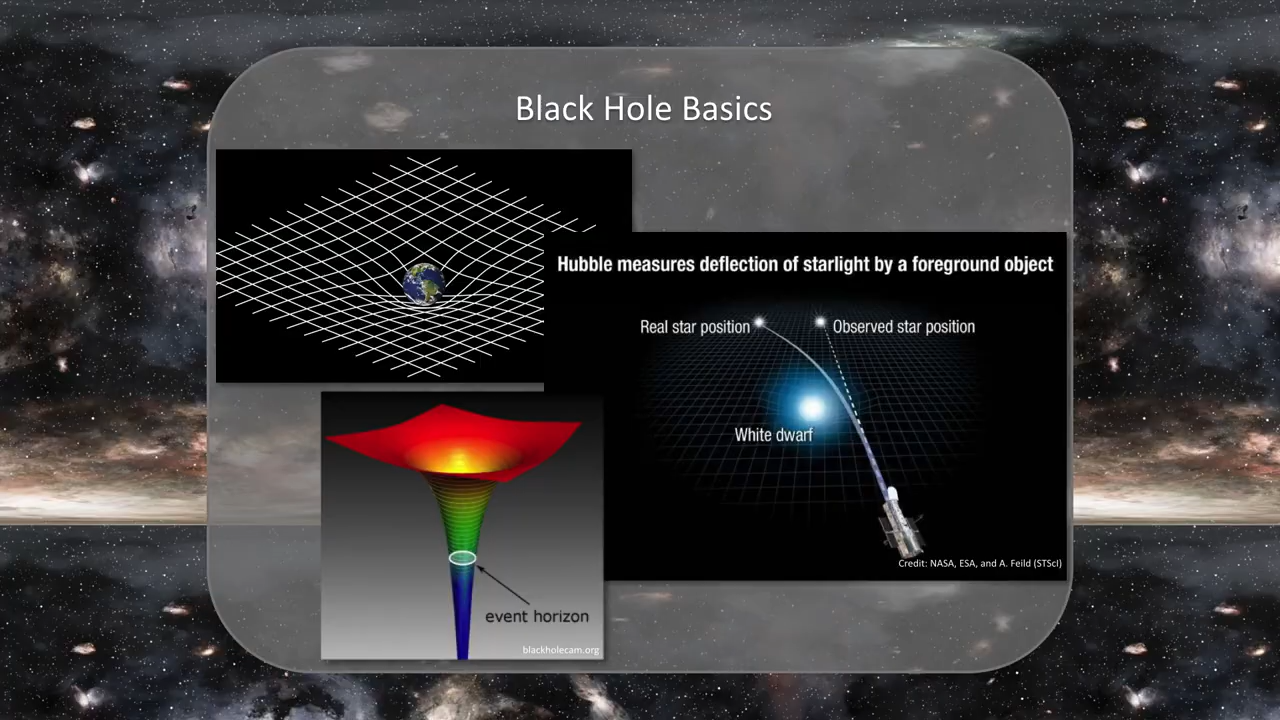 Black Hole Basics
Hubble measures deflection of starlight by a foreground object
Real star position
Observed star position
White dwarf
Credit: NASA, ESA, and A. Feild (STScI)
event horizon
blackholecam.org